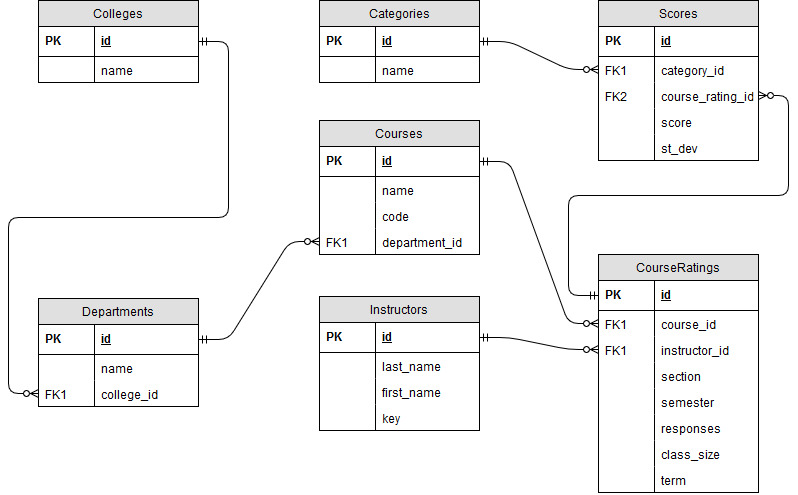 Colleges
PK id
name
Categories
PK id
name
Scores
PK id
FK1 category_id
FK2 course_rating_id
score
st_dev
Courses
PK id
name
code
FK1 department_id
Departments
PK id
name
FK1 college_id
Instructors
PK id
last_name
first_name
key
CourseRatings
PK id
FK1 course_id
FK1 instructor_id
section
semester
responses
class_size
term